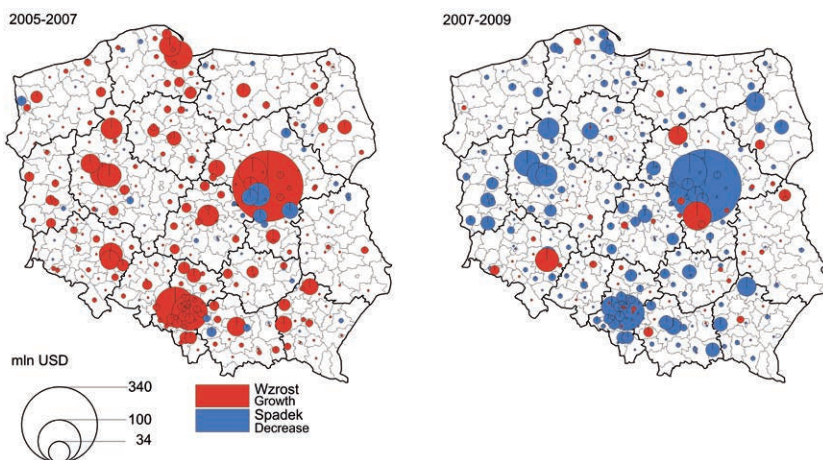 2005-2007
2007-2009
mln USD
340
100
34
Wzrost
Growth
Spadek
Decrease